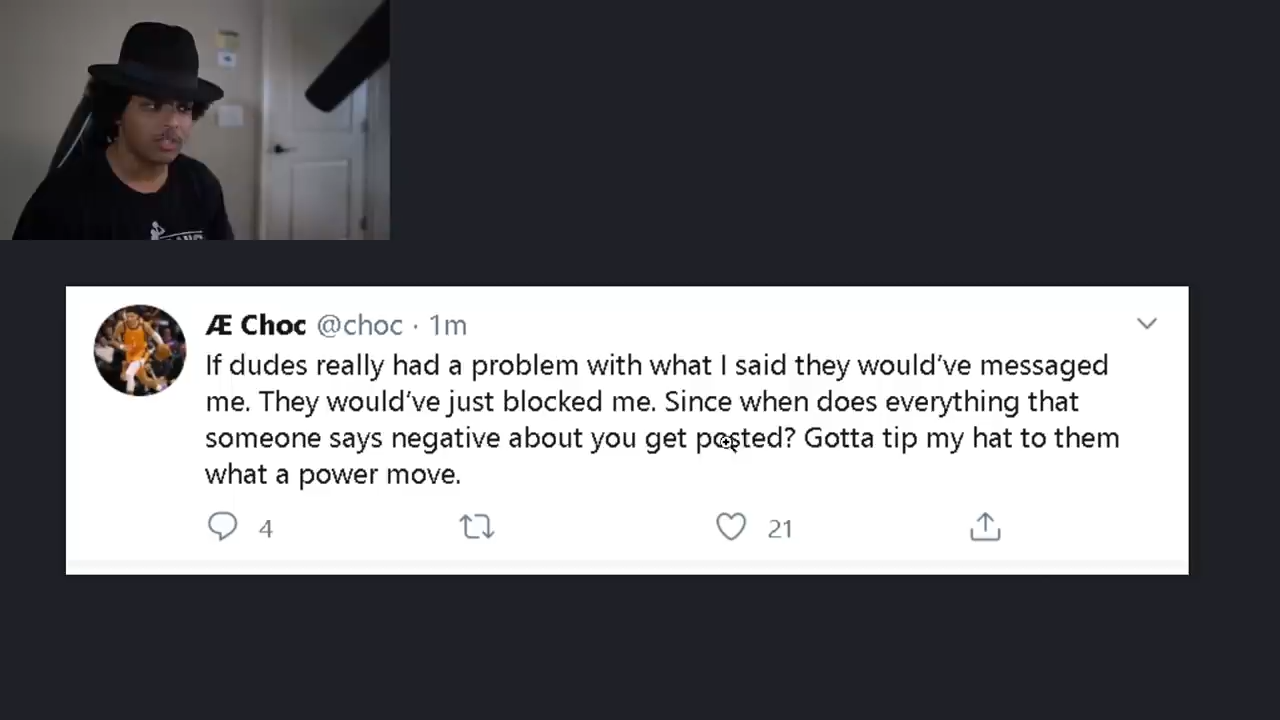 Æ Choc @choc · 1m
If dudes really had a problem with what I said they would’ve messaged
me. They would’ve just blocked me. Since when does everything that
someone says negative about you get posted? Gotta tip my hat to them
what a power move.
4 21